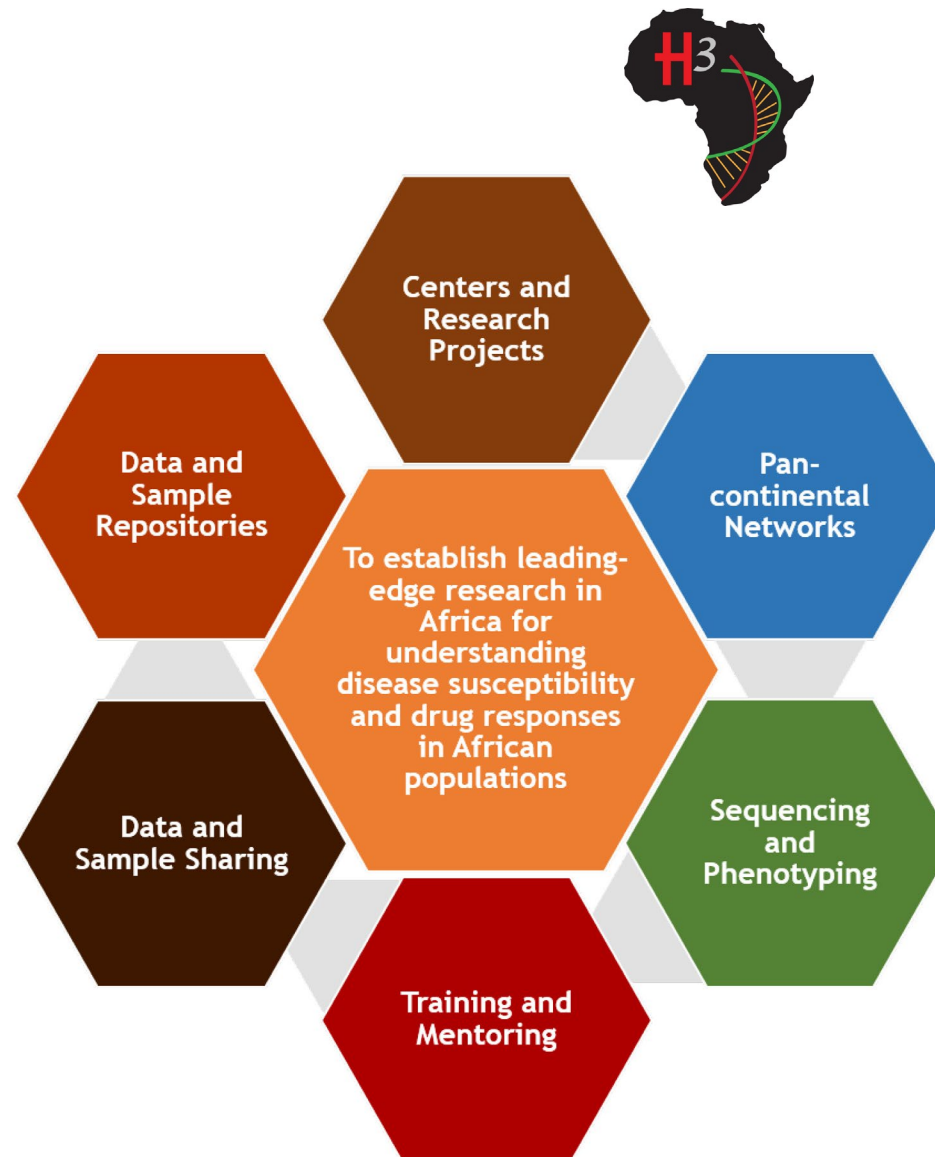 H3
Centers and
Research
Projects
Pan-
continental
Networks
Sequencing
and
Phenotyping
Training and
Mentoring
Data and
Sample Sharing
Data and
Sample
Repositories
To establish leading-
edge research in
Africa for
understanding
disease susceptibility
and drug responses
in African
populations